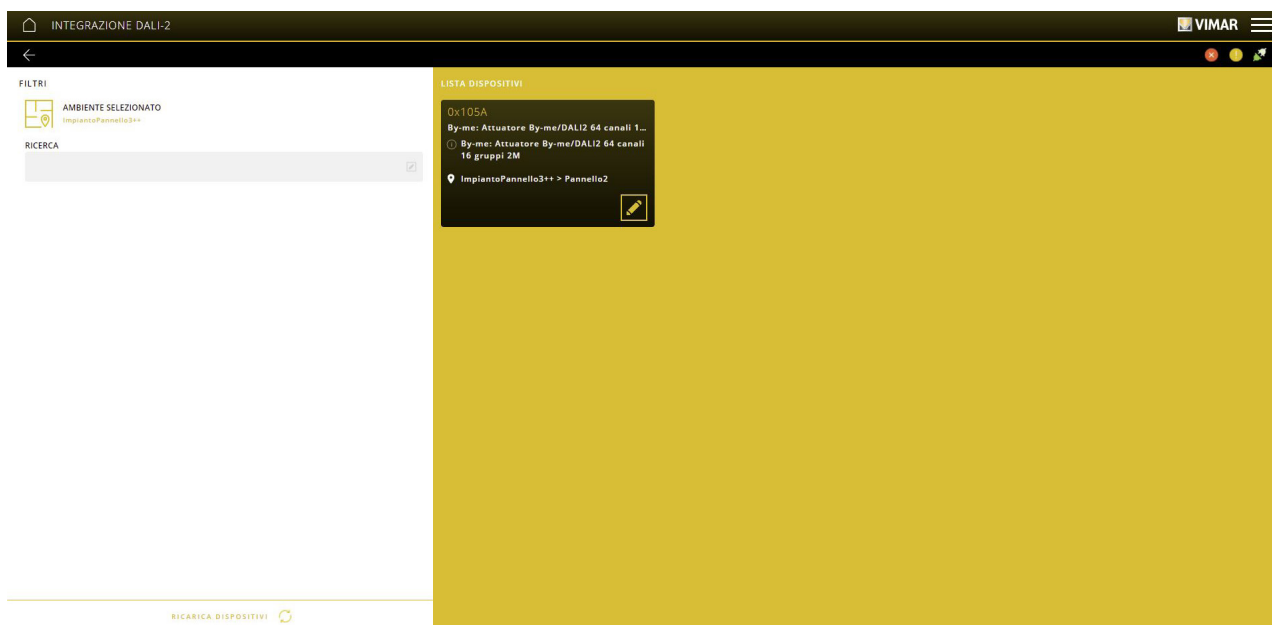 INTEGRAZIONE DALI-2
VIMAR
FILTRI
AMBIENTE SELEZIONATO
ImpiantoPannello3++
RICERCA
RICARICA DISPOSITIVI
LISTA DISPOSITIVI
0x105A
By-me: Attuatore By-me/DALI2 64 canali 1...
By-me: Attuatore By-me/DALI2 64 canali
16 gruppi 2M
ImpiantoPannello3++ > Pannello2